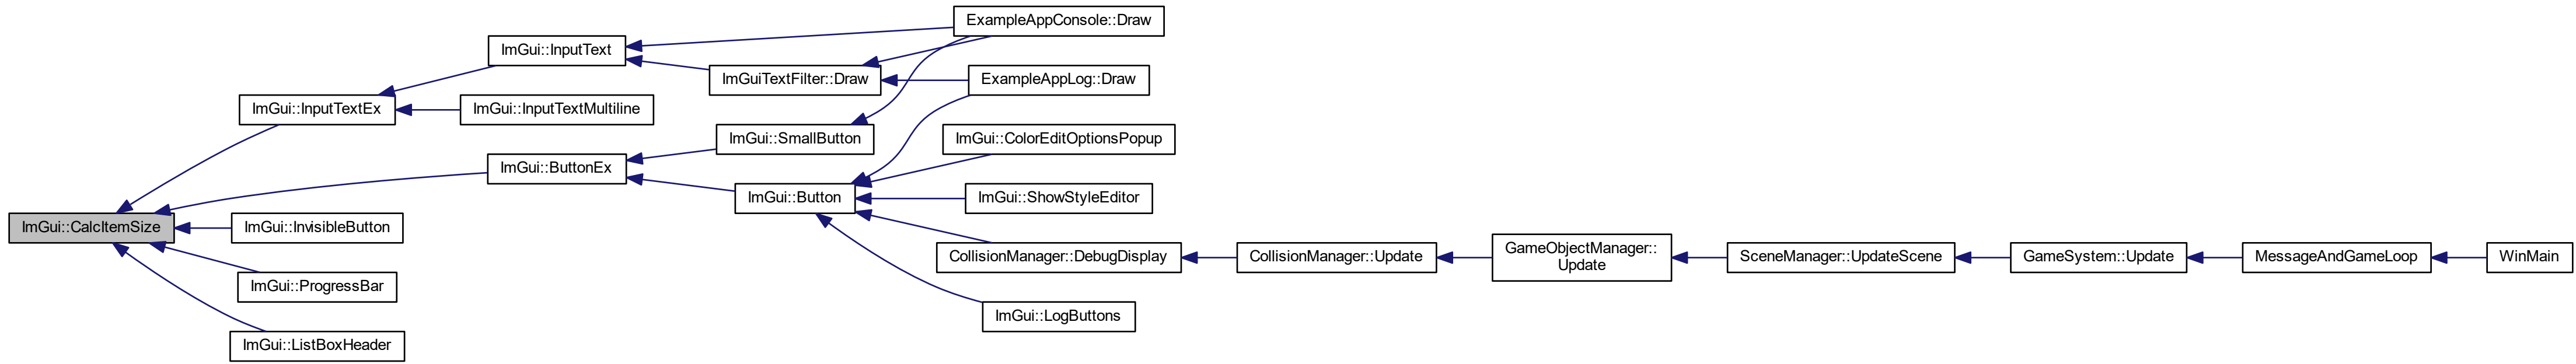 ExampleAppConsole::Draw
ImGui::InputText
ImGuiTextFilter::Draw
ExampleAppLog::Draw
ImGui::InputTextEx
ImGui::InputTextMultiline
ImGui::SmallButton
ImGui::ColorEditOptionsPopup
ImGui::ButtonEx
ImGui::Button
ImGui::ShowStyleEditor
ImGui::CalcItemSize
ImGui::InvisibleButton
CollisionManager::DebugDisplay
CollisionManager::Update
GameObjectManager::
Update
SceneManager::UpdateScene
GameSystem::Update
MessageAndGameLoop
WinMain
ImGui::ProgressBar
ImGui::LogButtons
ImGui::ListBoxHeader